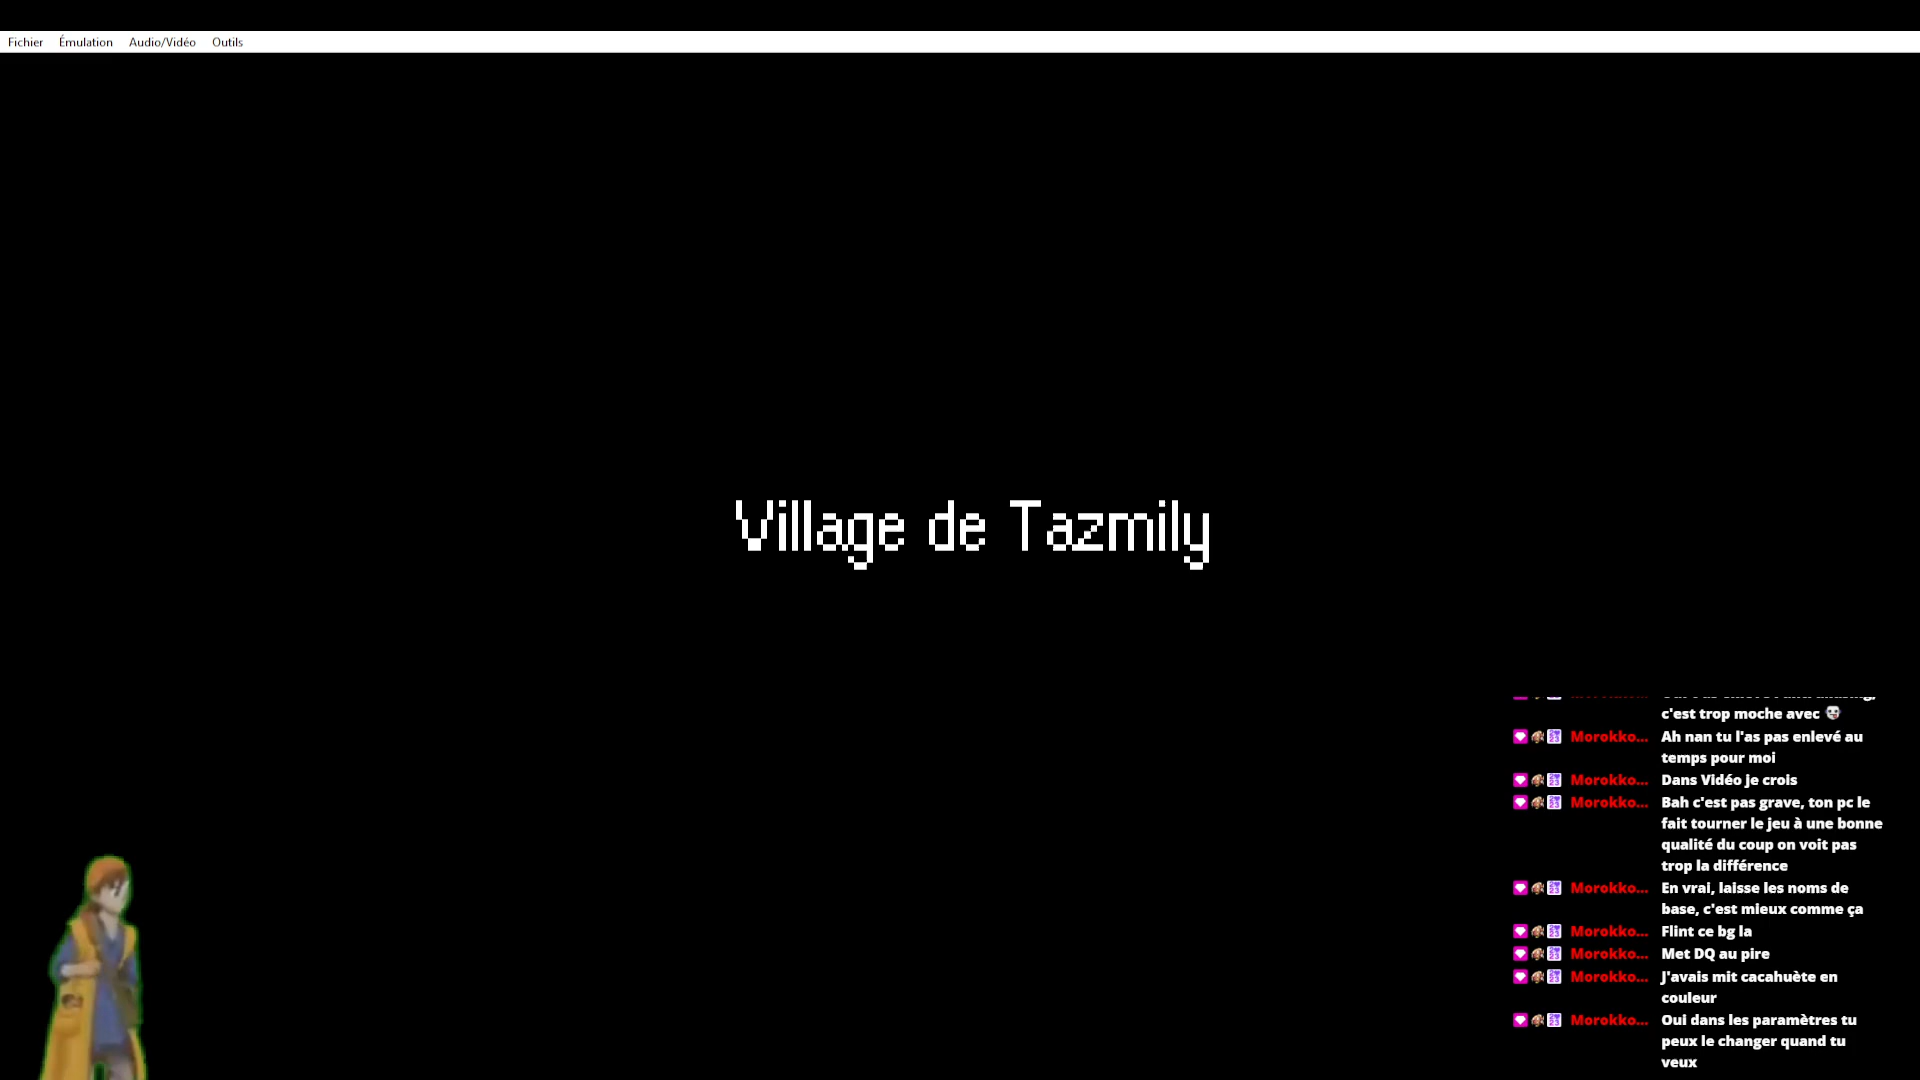 Fichier Émulation Audio/Vidéo Outils
Village de Tazmily
c'est trop moche avec
Morokko... Ah nan tu l'as pas enlevé au
temps pour moi
Morokko... Dans Vidéo je crois
Morokko... Bah c'est pas grave, ton pc le
fait tourner le jeu à une bonne
qualité du coup on voit pas
trop la différence
Morokko... En vrai, laisse les noms de
base, c'est mieux comme ça
Morokko... Flint ce bg la
Morokko... Met DQ au pire
Morokko... J'avais mit cacahuète en
couleur
Morokko... Oui dans les paramètres tu
peux le changer quand tu
veux